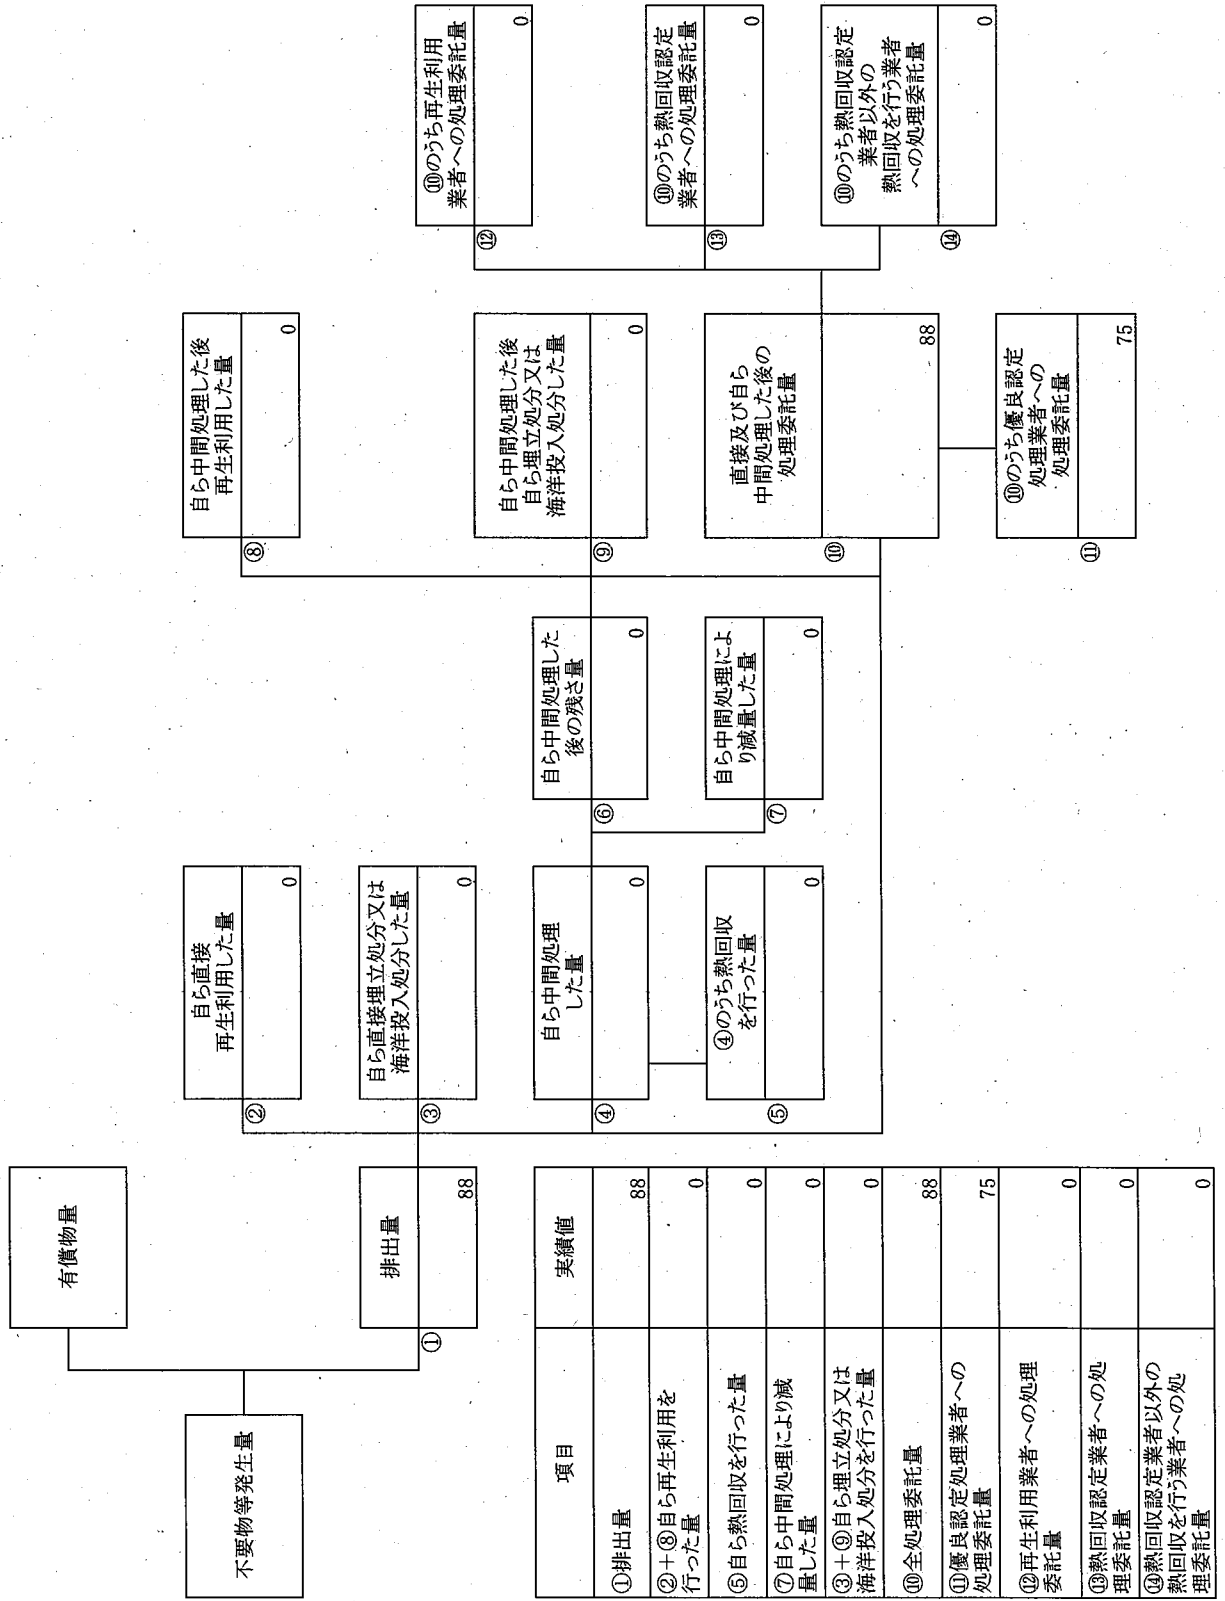 不要物等発生量
有償物量
排出量
①
88
自ら直接
再生利用した量
②
0
自ら直接埋立処分又は
海洋投入処分した量
③
0
自ら中間処理
した量
④
0
④のうち熱回収
を行った量
⑤
0
自ら中間処理した
後の残さ量
⑥
0
自ら中間処理によ
り減量した量
⑦
0
自ら中間処理した後
再生利用した量
⑧
0
自ら中間処理した後
自ら埋立処分又は
海洋投入処分した量
⑨
0
直接及び自ら
中間処理した後の
処理委託量
⑩
88
⑩のうち優良認定
処理業者への
処理委託量
⑪
75
⑩のうち再生利用
業者への処理委託量
⑫
0
⑩のうち熱回収認定
業者への処理委託量
⑬
0
⑩のうち熱回収認定
業者以外の
熱回収を行う業者
への処理委託量
⑭
0
項目 実績値
①排出量 88
②+⑧自ら再生利用を
行った量 0
⑤自ら熱回収を行った量 0
⑦自ら中間処理により減
量した量 0
③+⑨自ら埋立処分又は
海洋投入処分を行った量 0
⑩全処理委託量 88
⑪優良認定処理業者への
処理委託量 75
⑫再生利用業者への処理
委託量 0
⑬熱回収認定業者への処
理委託量 0
⑭熱回収認定業者以外の
熱回収を行う業者への処
理委託量 0